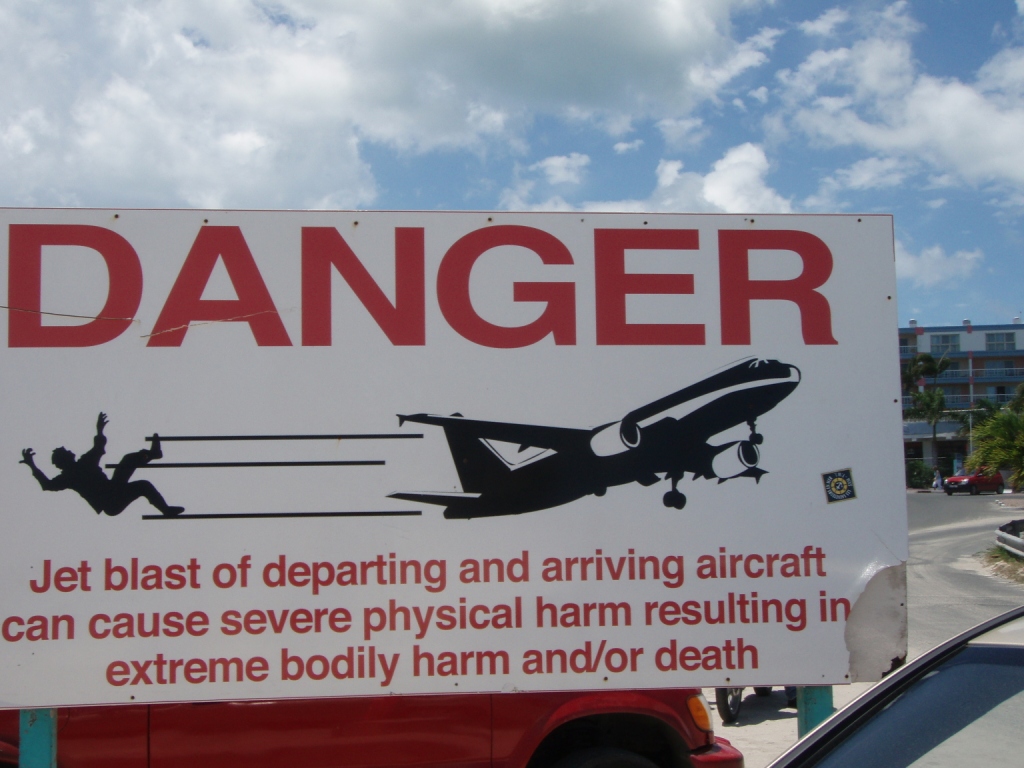 DANGER
Jet blast of departing and arriving aircraft
can cause severe physical harm resulting in
extreme bodily harm and/or death